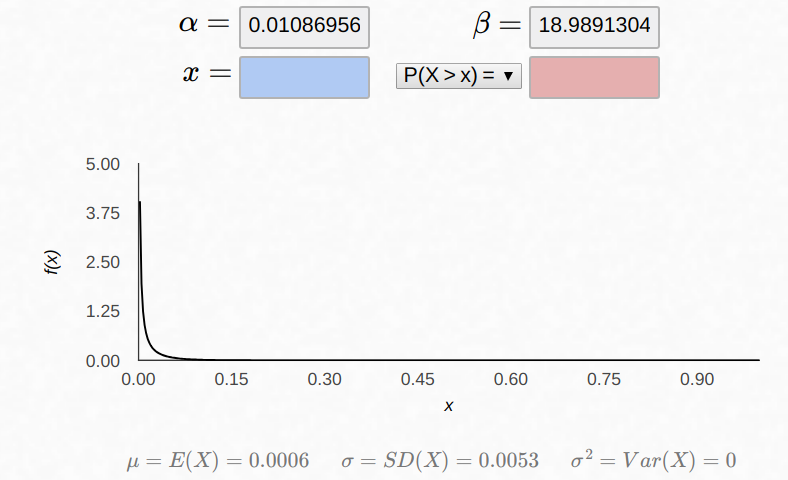 α = 0.01086956 β = 18.9891304
x = P(X > x) = ▼
5.00
3.75
2.50
1.25
0.00
f(x)
0.00 0.15 0.30 0.45 0.60 0.75 0.90
x
μ = E(X) = 0.0006 σ = SD(X) = 0.0053 σ² = Var(X) = 0